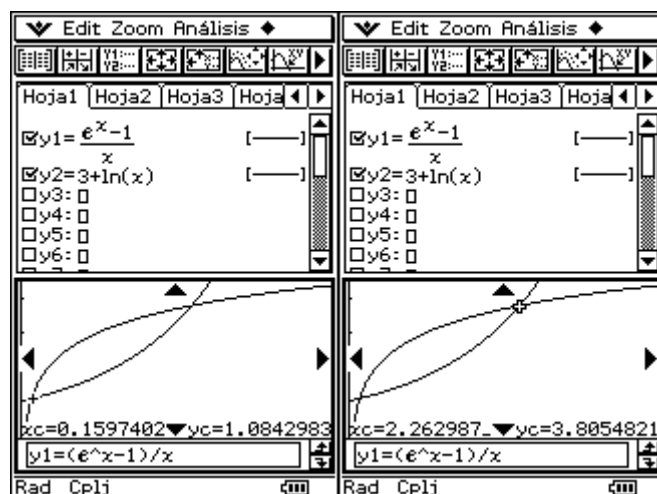 Edit Zoom Análisis
Hoja1 Hoja2 Hoja3 Hoja
y1=e^x-1/x [—]
y2=3+ln(x) [—]
y3:
y4:
y5:
y6:
xc=0.1597402 yc=1.0842983
y1=(e^x-1)/x
Rad Cplj
Edit Zoom Análisis
Hoja1 Hoja2 Hoja3 Hoja
y1=e^x-1/x [—]
y2=3+ln(x) [—]
y3:
y4:
y5:
y6:
xc=2.262987_ yc=3.8054821
y1=(e^x-1)/x
Rad Cplj